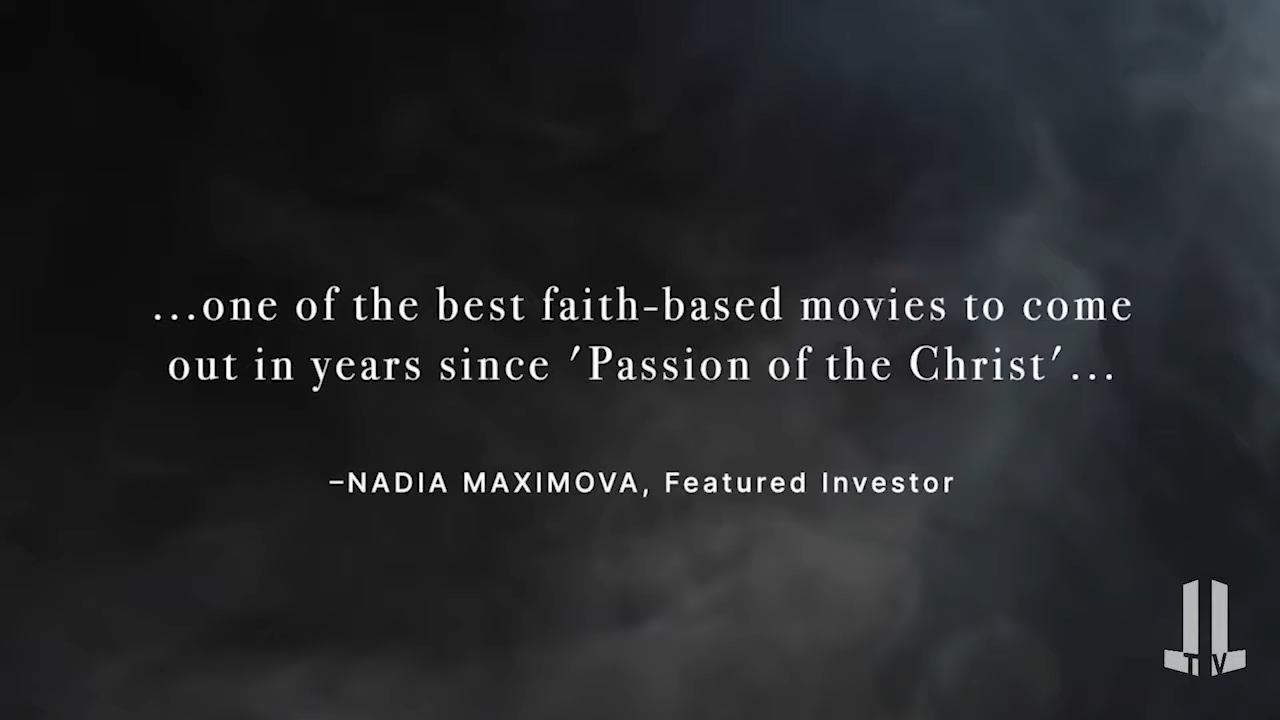 ...one of the best faith-based movies to come
out in years since 'Passion of the Christ'...
–NADIA MAXIMOVA, Featured Investor
TV